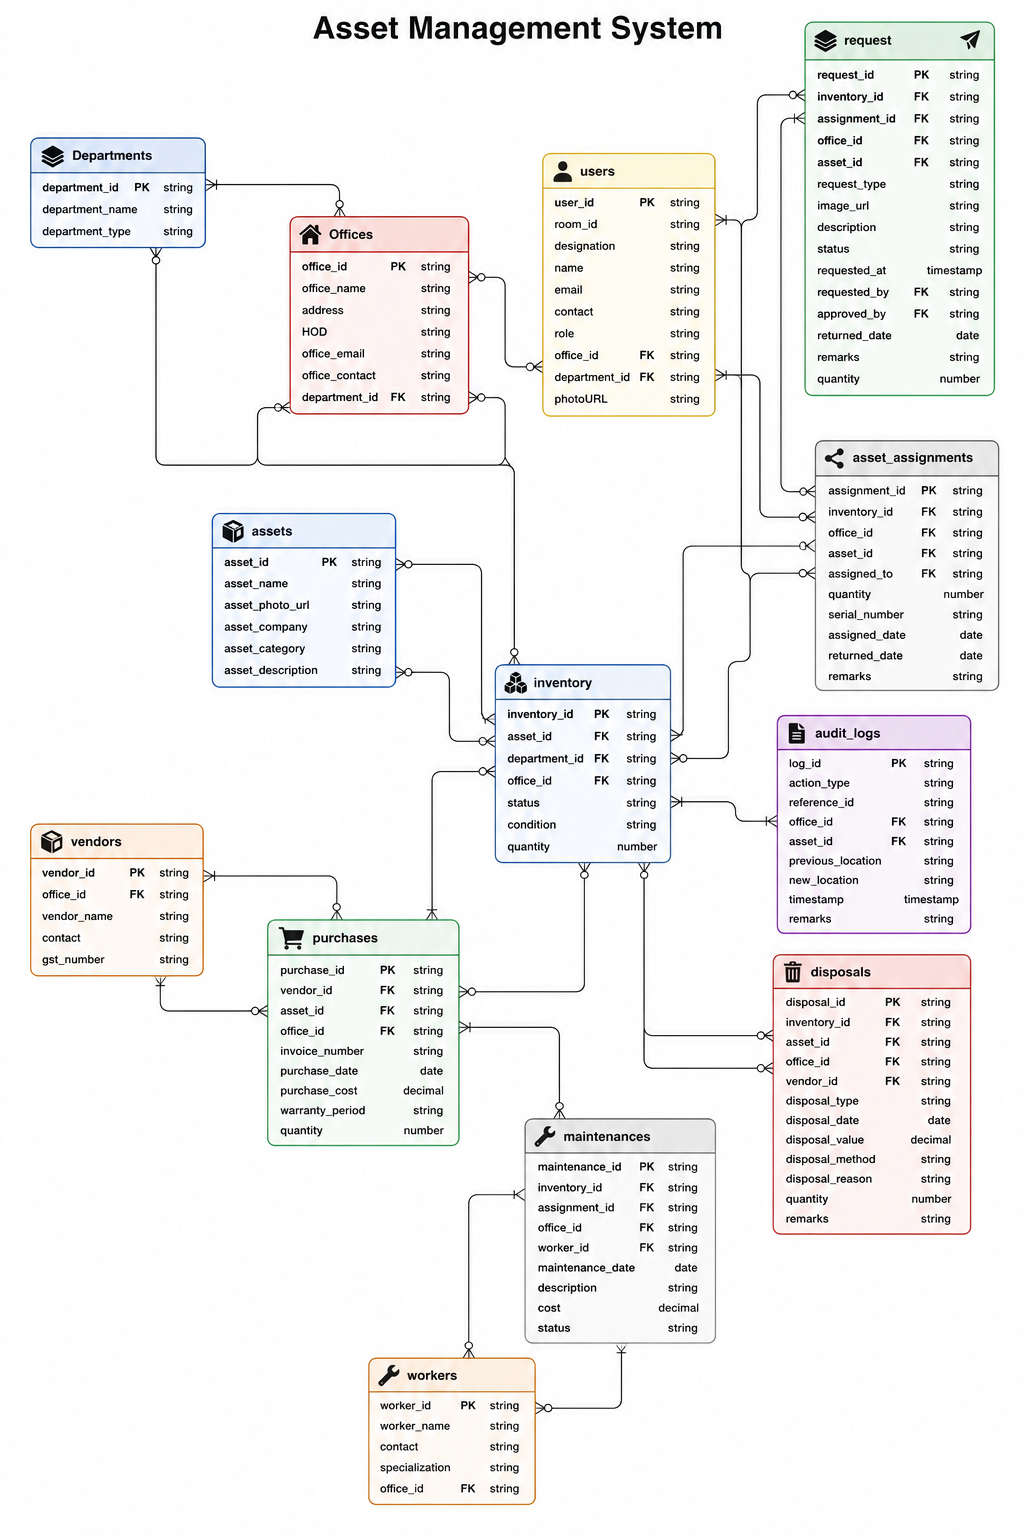 Asset Management System
request
request_id PK string
inventory_id FK string
assignment_id FK string
office_id FK string
asset_id FK string
request_type string
image_url string
description string
status string
requested_at timestamp
requested_by FK string
approved_by FK string
returned_date date
remarks string
quantity number
Departments
department_id PK string
department_name string
department_type string
Offices
office_id PK string
office_name string
address string
HOD string
office_email string
office_contact string
department_id FK string
users
user_id PK string
room_id string
designation string
name string
email string
contact string
role string
office_id FK string
department_id FK string
photoURL string
asset_assignments
assignment_id PK string
inventory_id FK string
office_id FK string
asset_id FK string
assigned_to FK string
quantity number
serial_number string
assigned_date date
returned_date date
remarks string
assets
asset_id PK string
asset_name string
asset_photo_url string
asset_company string
asset_category string
asset_description string
inventory
inventory_id PK string
asset_id FK string
department_id FK string
office_id FK string
status string
condition string
quantity number
audit_logs
log_id PK string
action_type string
reference_id string
office_id FK string
asset_id FK string
previous_location string
new_location string
timestamp timestamp
remarks string
vendors
vendor_id PK string
office_id FK string
vendor_name string
contact string
gst_number string
purchases
purchase_id PK string
vendor_id FK string
asset_id FK string
office_id FK string
invoice_number string
purchase_date date
purchase_cost decimal
warranty_period string
quantity number
disposals
disposal_id PK string
inventory_id FK string
asset_id FK string
office_id FK string
vendor_id FK string
disposal_type string
disposal_date date
disposal_value decimal
disposal_method string
disposal_reason string
quantity number
remarks string
maintenances
maintenance_id PK string
inventory_id FK string
assignment_id FK string
office_id FK string
worker_id FK string
maintenance_date date
description string
cost decimal
status string
workers
worker_id PK string
worker_name string
contact string
specialization string
office_id FK string